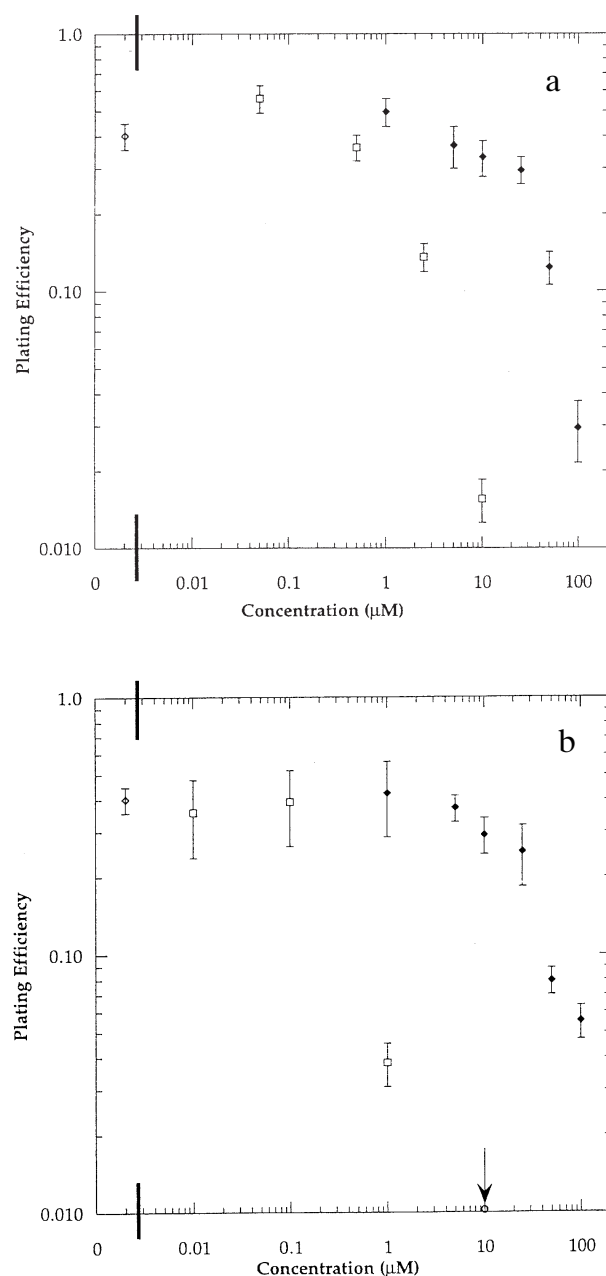 a
1.0
0.10
0.010
Plating Efficiency
0 0.01 0.1 1 10 100
Concentration (µM)
b
1.0
0.10
0.010
Plating Efficiency
0 0.01 0.1 1 10 100
Concentration (µM)